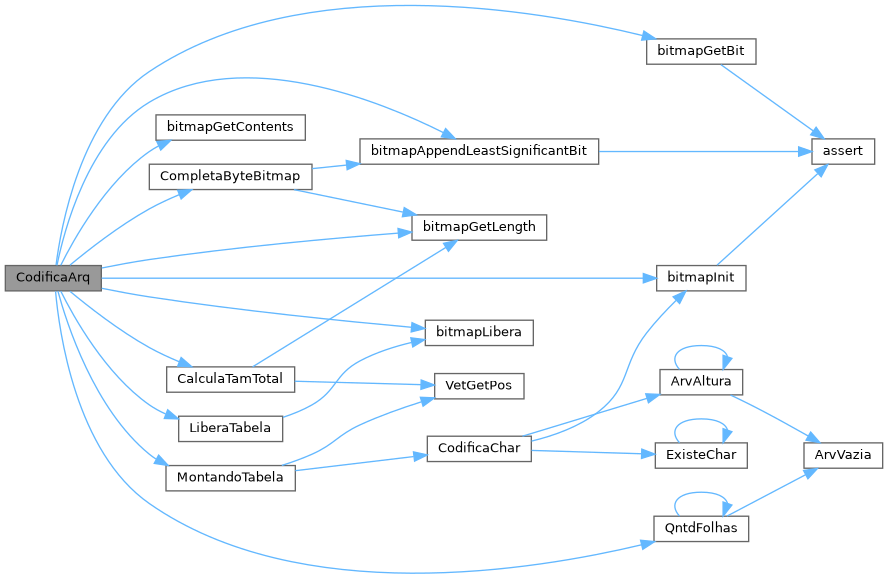 bitmapGetBit
bitmapGetContents
bitmapAppendLeastSignificantBit
assert
CompletaByteBitmap
bitmapGetLength
CodificaArq
bitmapInit
bitmapLibera
CalculaTamTotal
VetGetPos
ArvAltura
LiberaTabela
CodificaChar
ExisteChar
ArvVazia
MontandoTabela
QntdFolhas